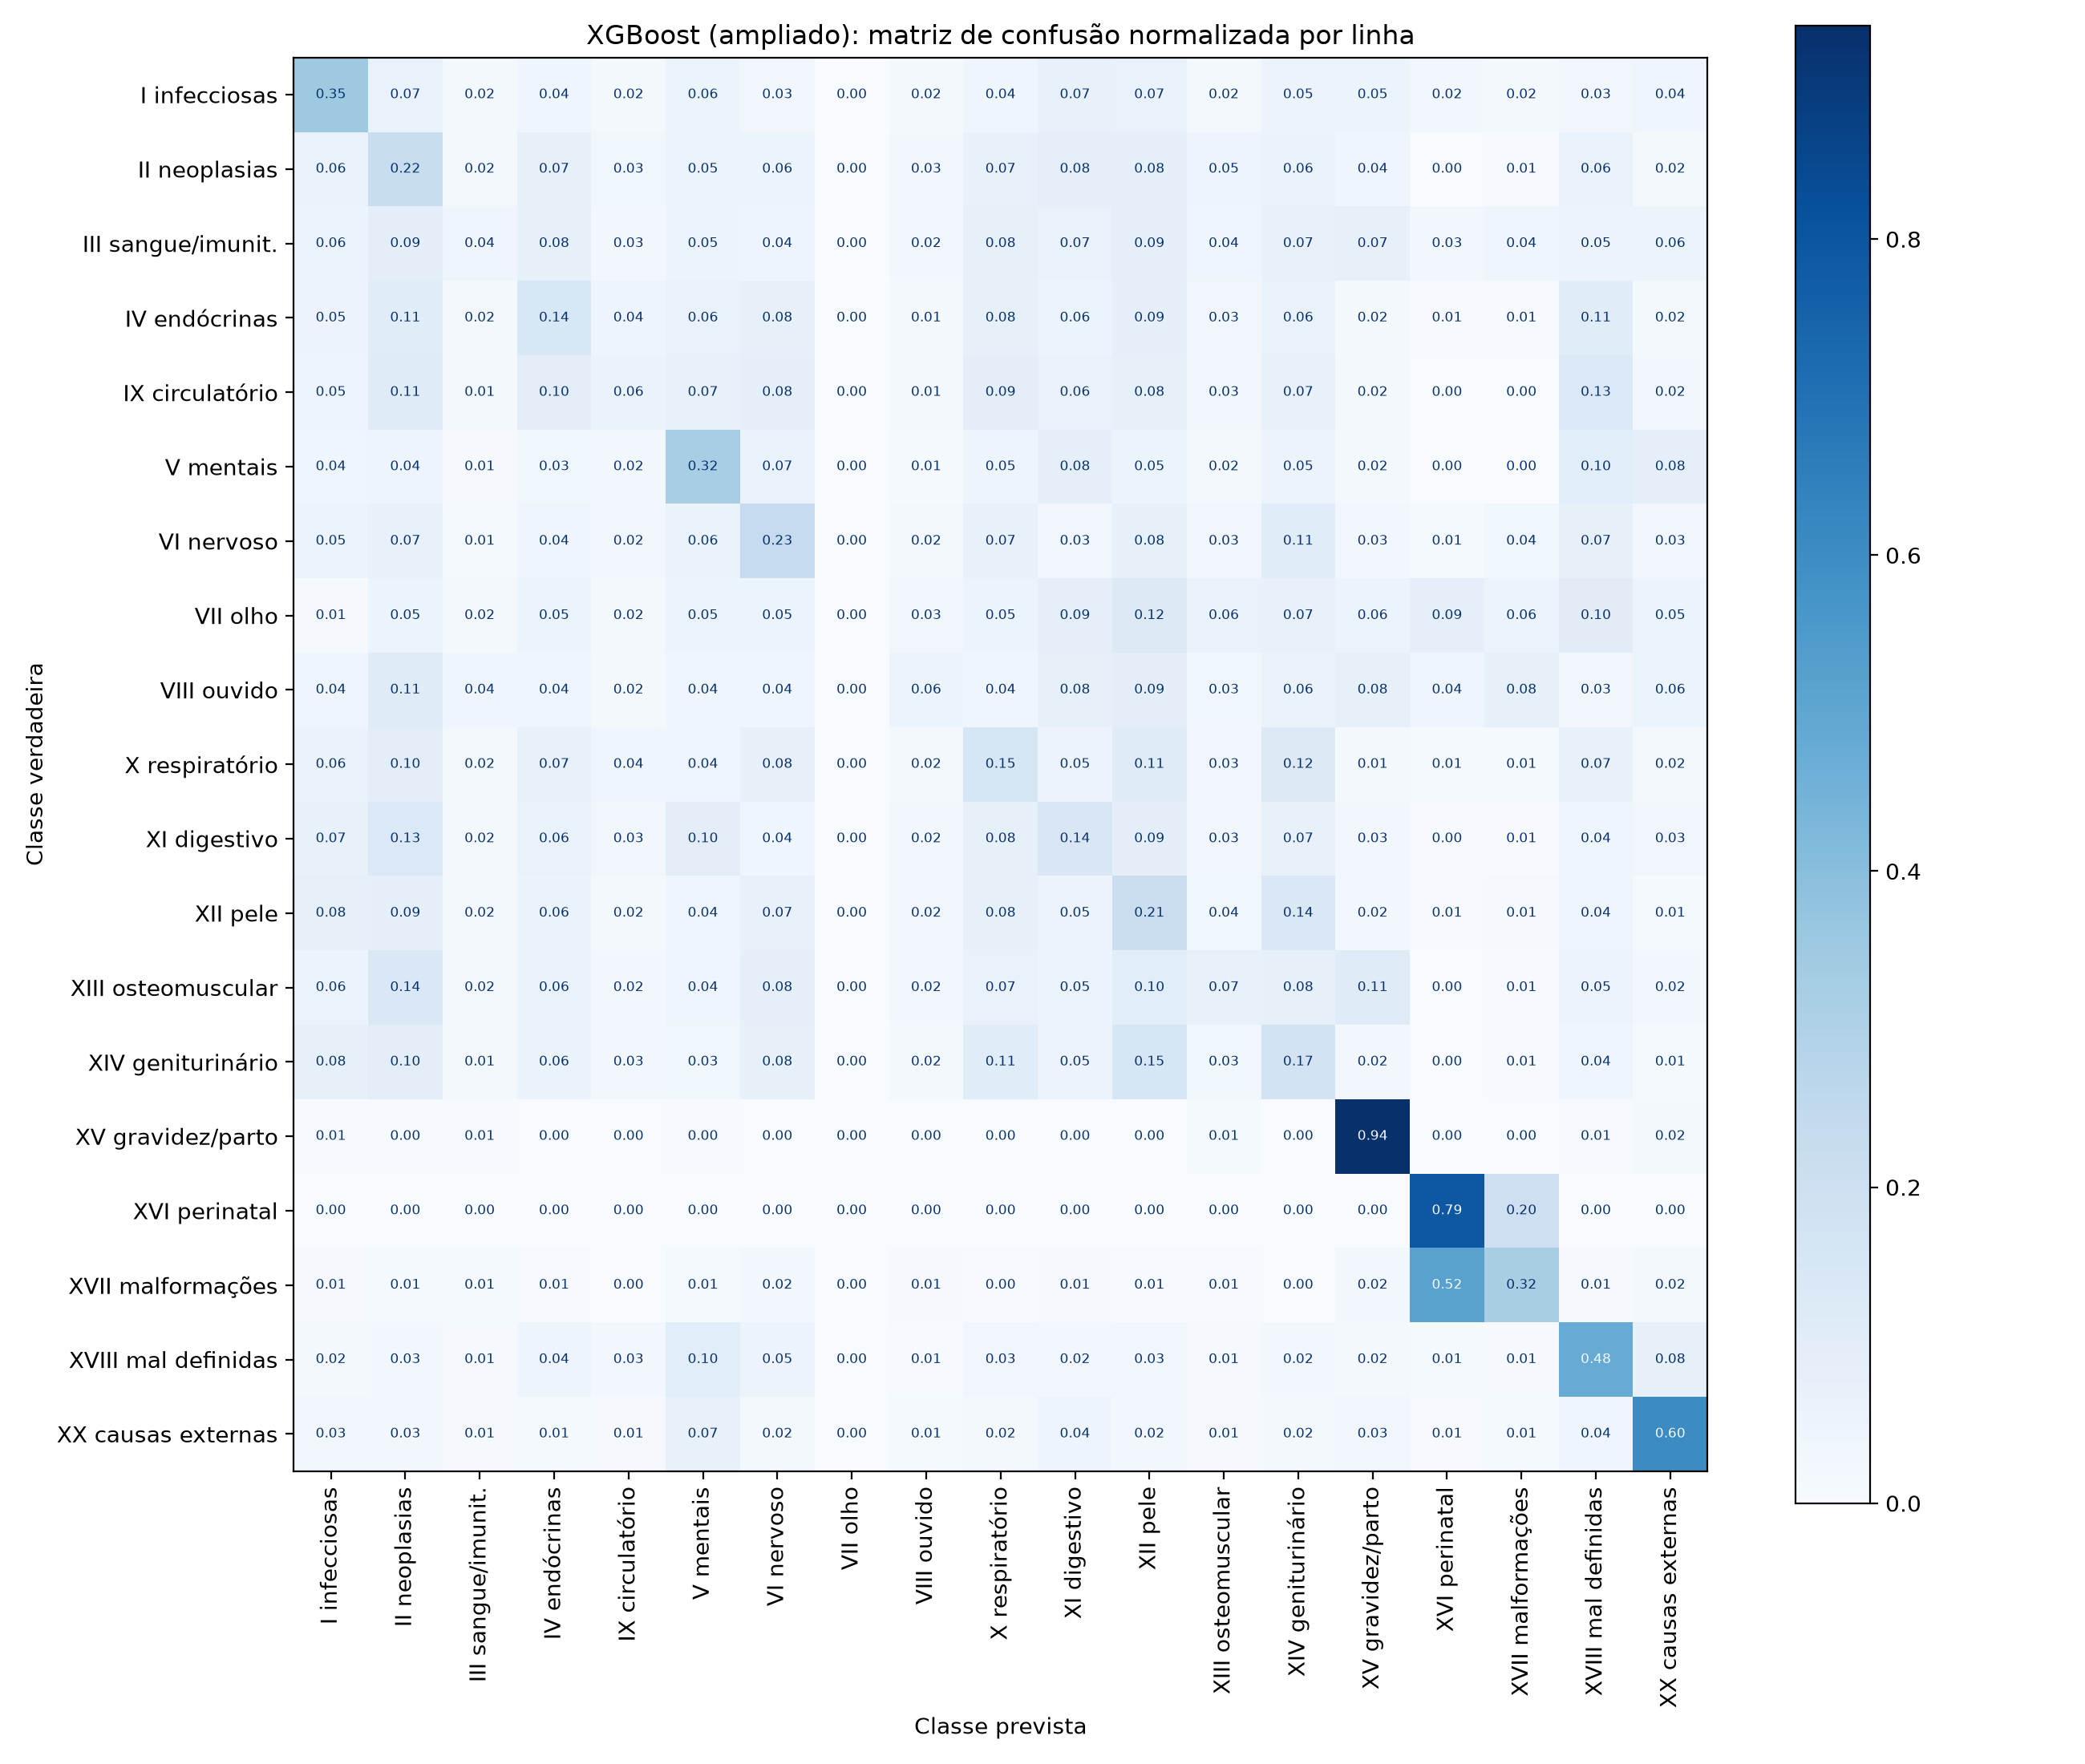 XGBoost (ampliado): matriz de confusão normalizada por linha
I infecciosas 0.35 0.07 0.02 0.04 0.02 0.06 0.03 0.00 0.02 0.04 0.07 0.07 0.02 0.05 0.05 0.02 0.02 0.03 0.04
II neoplasias 0.06 0.22 0.02 0.07 0.03 0.05 0.06 0.00 0.03 0.07 0.08 0.08 0.05 0.06 0.04 0.00 0.01 0.06 0.02
III sangue/imunit. 0.06 0.09 0.04 0.08 0.03 0.05 0.04 0.00 0.02 0.08 0.07 0.09 0.04 0.07 0.07 0.03 0.04 0.05 0.06
IV endócrinas 0.05 0.11 0.02 0.14 0.04 0.06 0.08 0.00 0.01 0.08 0.06 0.09 0.03 0.06 0.02 0.01 0.01 0.11 0.02
IX circulatório 0.05 0.11 0.01 0.10 0.06 0.07 0.08 0.00 0.01 0.09 0.06 0.08 0.03 0.07 0.02 0.00 0.00 0.13 0.02
V mentais 0.04 0.04 0.01 0.03 0.02 0.32 0.07 0.00 0.01 0.05 0.08 0.05 0.02 0.05 0.02 0.00 0.00 0.10 0.08
VI nervoso 0.05 0.07 0.01 0.04 0.02 0.06 0.23 0.00 0.02 0.07 0.03 0.08 0.03 0.11 0.03 0.01 0.04 0.07 0.03
VII olho 0.01 0.05 0.02 0.05 0.02 0.05 0.05 0.00 0.03 0.05 0.09 0.12 0.06 0.07 0.06 0.09 0.06 0.10 0.05
VIII ouvido 0.04 0.11 0.04 0.04 0.02 0.04 0.04 0.00 0.06 0.04 0.08 0.09 0.03 0.06 0.08 0.04 0.08 0.03 0.06
X respiratório 0.06 0.10 0.02 0.07 0.04 0.04 0.08 0.00 0.02 0.15 0.05 0.11 0.03 0.12 0.01 0.01 0.01 0.07 0.02
XI digestivo 0.07 0.13 0.02 0.06 0.03 0.10 0.04 0.00 0.02 0.08 0.14 0.09 0.03 0.07 0.03 0.00 0.01 0.04 0.03
XII pele 0.08 0.09 0.02 0.06 0.02 0.04 0.07 0.00 0.02 0.08 0.05 0.21 0.04 0.14 0.02 0.01 0.01 0.04 0.01
XIII osteomuscular 0.06 0.14 0.02 0.06 0.02 0.04 0.08 0.00 0.02 0.07 0.05 0.10 0.07 0.08 0.11 0.00 0.01 0.05 0.02
XIV geniturinário 0.08 0.10 0.01 0.06 0.03 0.03 0.08 0.00 0.02 0.11 0.05 0.15 0.03 0.17 0.02 0.00 0.01 0.04 0.01
XV gravidez/parto 0.01 0.00 0.01 0.00 0.00 0.00 0.00 0.00 0.00 0.00 0.00 0.00 0.01 0.00 0.94 0.00 0.00 0.01 0.02
XVI perinatal 0.00 0.00 0.00 0.00 0.00 0.00 0.00 0.00 0.00 0.00 0.00 0.00 0.00 0.00 0.00 0.79 0.20 0.00 0.00
XVII malformações 0.01 0.01 0.01 0.01 0.00 0.01 0.02 0.00 0.01 0.00 0.01 0.01 0.01 0.00 0.02 0.52 0.32 0.01 0.02
XVIII mal definidas 0.02 0.03 0.01 0.04 0.03 0.10 0.05 0.00 0.01 0.03 0.02 0.03 0.01 0.02 0.02 0.01 0.01 0.48 0.08
XX causas externas 0.03 0.03 0.01 0.01 0.01 0.07 0.02 0.00 0.01 0.02 0.04 0.02 0.01 0.02 0.03 0.01 0.01 0.04 0.60
Classe verdadeira
I infecciosas
II neoplasias
III sangue/imunit.
IV endócrinas
IX circulatório
V mentais
VI nervoso
VII olho
VIII ouvido
X respiratório
XI digestivo
XII pele
XIII osteomuscular
XIV geniturinário
XV gravidez/parto
XVI perinatal
XVII malformações
XVIII mal definidas
XX causas externas
Classe prevista
0.8
0.6
0.4
0.2
0.0